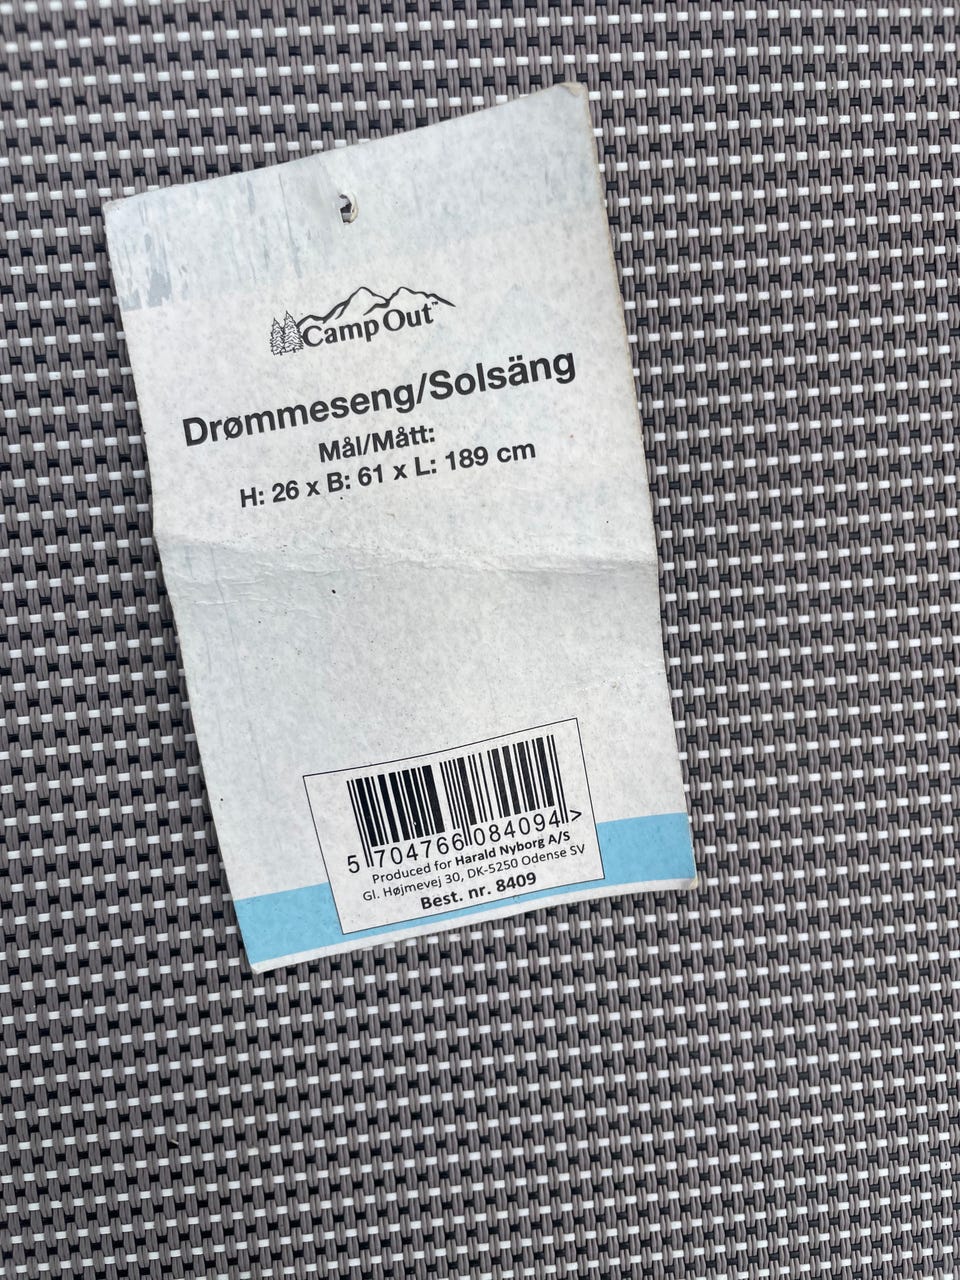 Camp Out™
Drømmeseng/Solsäng
Mål/Mått:
H: 26 x B: 61 x L: 189 cm
5 704766 084094 >
Produced for Harald Nyborg A/S
Gl. Højmevej 30, DK-5250 Odense SV
Best. nr. 8409